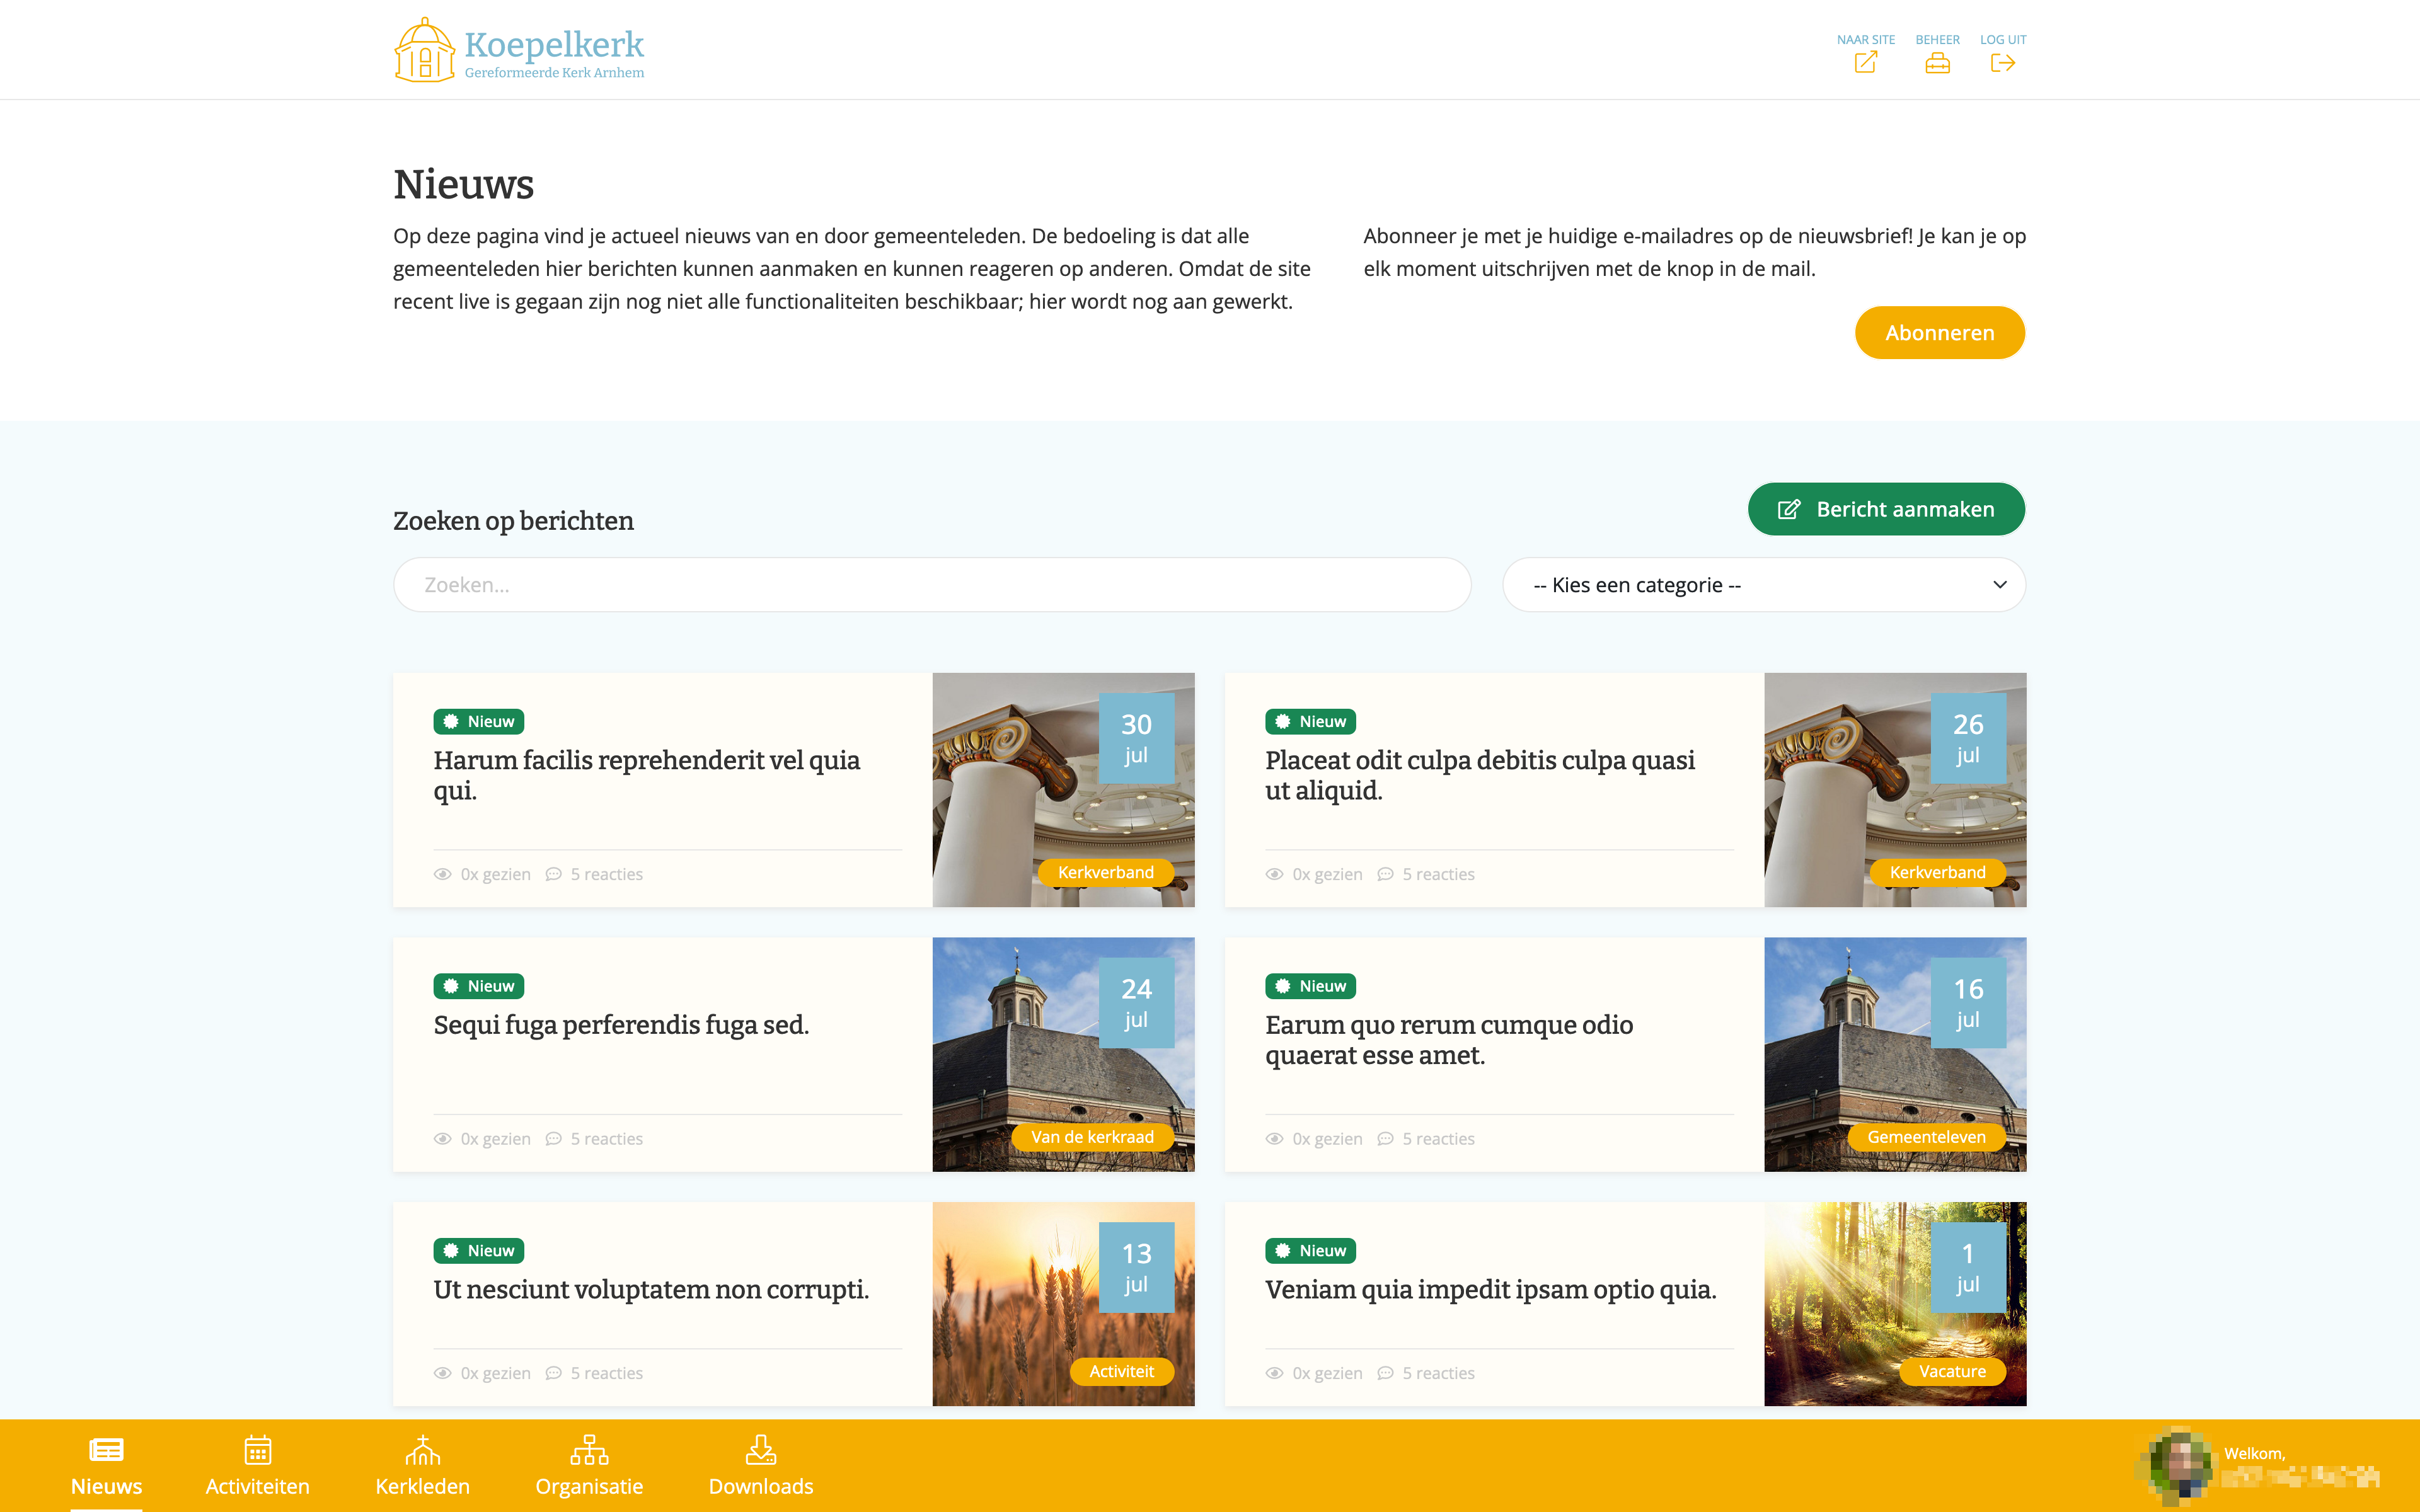 Koepelkerk
Gereformeerde Kerk Arnhem
NAAR SITE
BEHEER
LOG UIT
Nieuws
Op deze pagina vind je actueel nieuws van en door gemeenteleden. De bedoeling is dat alle
gemeenteleden hier berichten kunnen aanmaken en kunnen reageren op anderen. Omdat de site
recent live is gegaan zijn nog niet alle functionaliteiten beschikbaar; hier wordt nog aan gewerkt.
Abonneer je met je huidige e-mailadres op de nieuwsbrief! Je kan je op
elk moment uitschrijven met de knop in de mail.
Abonneren
Zoeken op berichten
Bericht aanmaken
Zoeken...
-- Kies een categorie --
Nieuw
Harum facilis reprehenderit vel quia
qui.
0x gezien 5 reacties
30
jul
Kerkverband
Nieuw
Placeat odit culpa debitis culpa quasi
ut aliquid.
0x gezien 5 reacties
26
jul
Kerkverband
Nieuw
Sequi fuga perferendis fuga sed.
0x gezien 5 reacties
24
jul
Van de kerkraad
Nieuw
Earum quo rerum cumque odio
quaerat esse amet.
0x gezien 5 reacties
16
jul
Gemeenteleven
Nieuw
Ut nesciunt voluptatem non corrupti.
0x gezien 5 reacties
13
jul
Activiteit
Nieuw
Veniam quia impedit ipsam optio quia.
0x gezien 5 reacties
1
jul
Vacature
Nieuws
Activiteiten
Kerkleden
Organisatie
Downloads
Welkom,